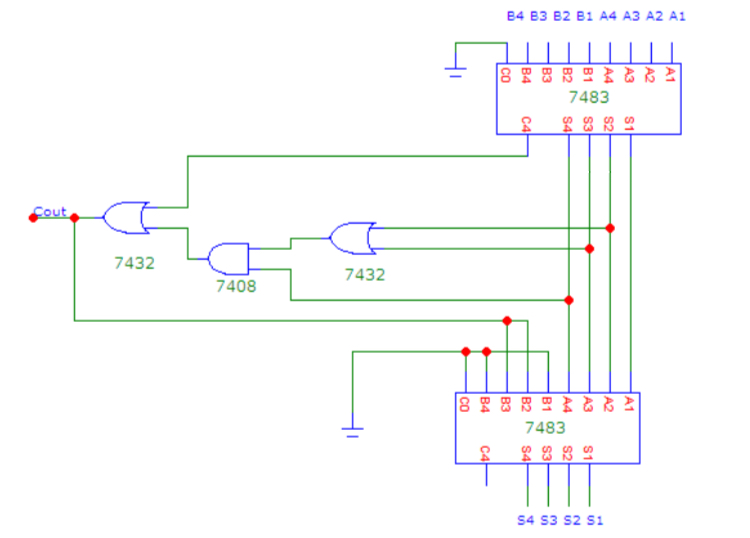 B4 B3 B2 B1 A4 A3 A2 A1
C0 B4 B3 B2 B1 A4 A3 A2 A1
7483
C4 S4 S3 S2 S1
Cout
7432
7408
7432
C0 B4 B3 B2 B1 A4 A3 A2 A1
7483
C4 S4 S3 S2 S1
S4 S3 S2 S1